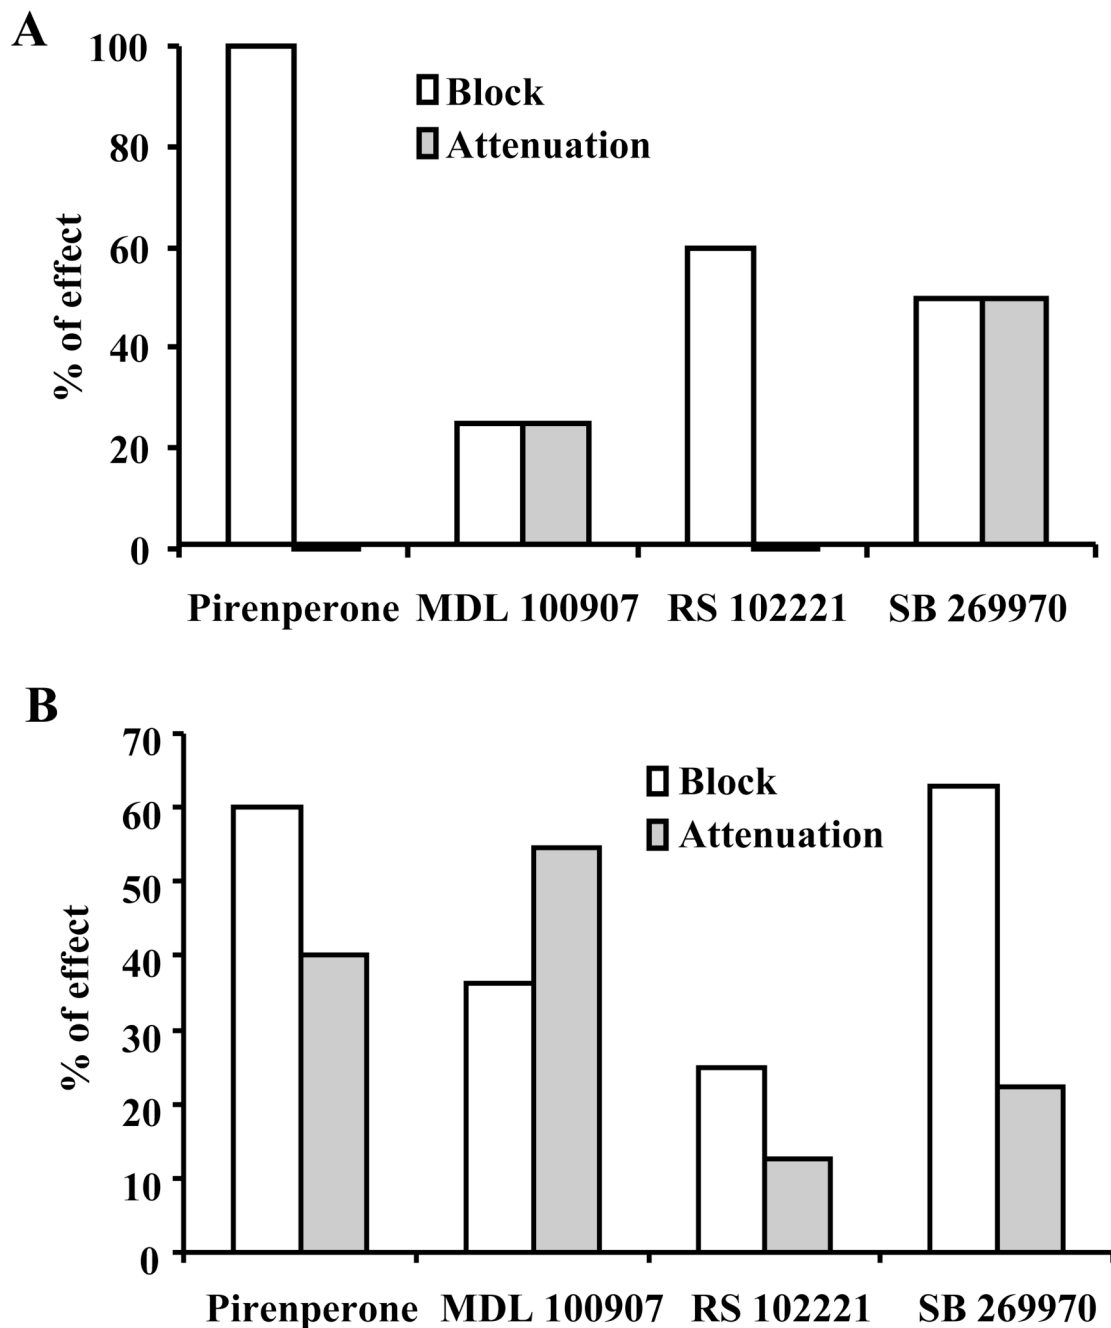 A
100
80
60
40
20
0
% of effect
Block
Attenuation
Pirenperone MDL 100907 RS 102221 SB 269970
B
70
60
50
40
30
20
10
0
% of effect
Block
Attenuation
Pirenperone MDL 100907 RS 102221 SB 269970